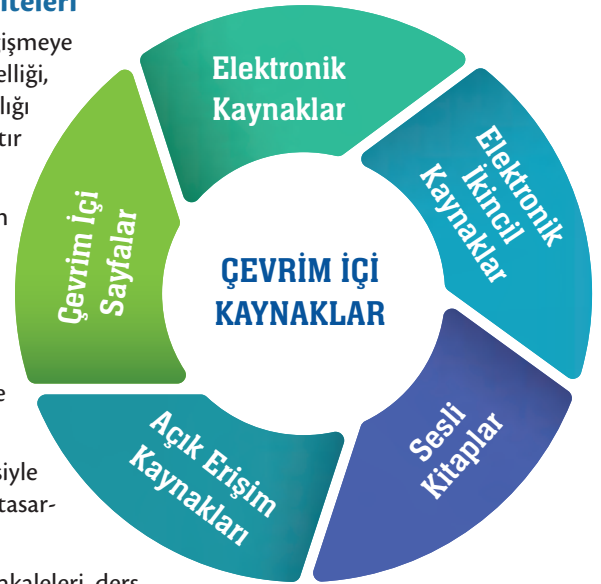 Elektronik
Kaynaklar
Elektronik
İkincil
Kaynaklar
Sesli
Kitaplar
Açık Erişim
Kaynakları
Çevrim İçi
Sayfalar
ÇEVRİM İÇİ
KAYNAKLAR